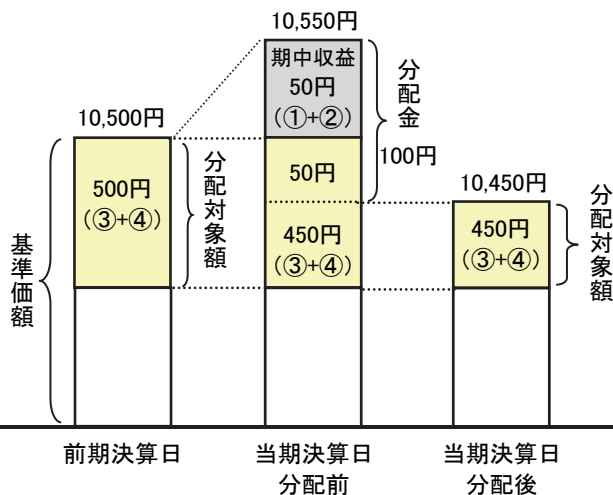 10,550円
期中収益
50円
(①+②)
分配金
100円
10,500円
500円
(③+④)
分配対象額
50円
450円
(③+④)
10,450円
450円
(③+④)
分配対象額
基準価額
前期決算日
当期決算日
分配前
当期決算日
分配後